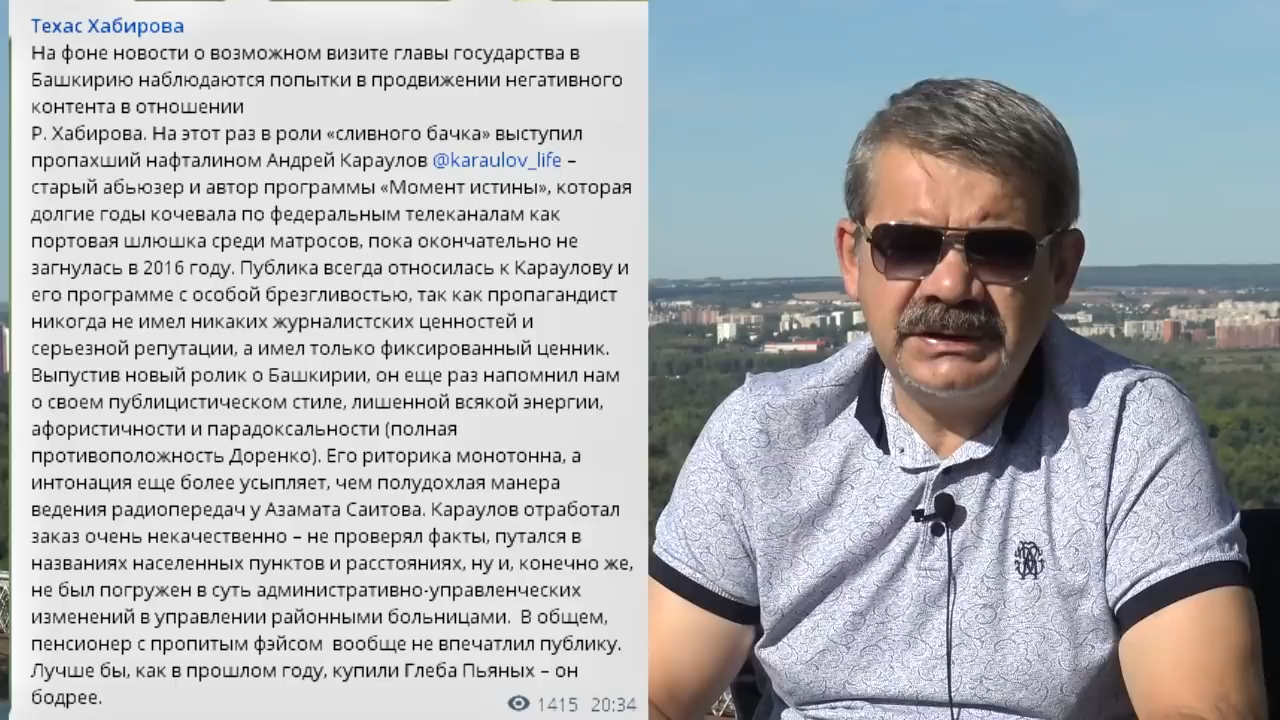 Техас Хабирова
На фоне новости о возможном визите главы государства в
Башкирию наблюдаются попытки в продвижении негативного
контента в отношении
Р. Хабирова. На этот раз в роли «сливного бачка» выступил
пропахший нафталином Андрей Караулов @karaulov_life –
старый абьюзер и автор программы «Момент истины», которая
долгие годы кочевала по федеральным телеканалам как
портовая шлюшка среди матросов, пока окончательно не
загнулась в 2016 году. Публика всегда относилась к Караулову и
его программе с особой брезгливостью, так как пропагандист
никогда не имел никаких журналистских ценностей и
серьезной репутации, а имел только фиксированный ценник.
Выпустив новый ролик о Башкирии, он еще раз напомнил нам
о своем публицистическом стиле, лишенной всякой энергии,
афористичности и парадоксальности (полная
противоположность Доренко). Его риторика монотонна, а
интонация еще более усыпляет, чем полудохлая манера
ведения радиопередач у Азамата Саитова. Караулов отработал
заказ очень некачественно – не проверял факты, путался в
названиях населенных пунктов и расстояниях, ну и, конечно же,
не был погружен в суть административно-управленческих
изменений в управлении районными больницами.  В общем,
пенсионер с пропитым фэйсом  вообще не впечатлил публику.
Лучше бы, как в прошлом году, купили Глеба Пьяных – он
бодрее.
1415 20:34